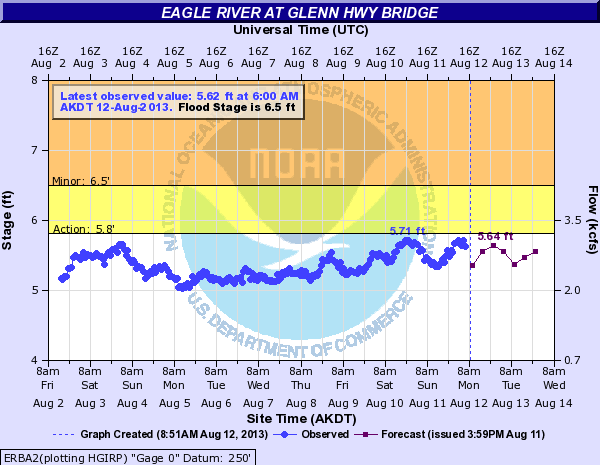 EAGLE RIVER AT GLENN HWY BRIDGE
Universal Time (UTC)
16Z 16Z 16Z 16Z 16Z 16Z 16Z 16Z 16Z 16Z 16Z 16Z 16Z
Aug 2 Aug 3 Aug 4 Aug 5 Aug 6 Aug 7 Aug 8 Aug 9 Aug 10 Aug 11 Aug 12 Aug 13 Aug 14
Latest observed value: 5.62 ft at 6:00 AM
AKDT 12-Aug-2013. Flood Stage is 6.5 ft
NATIONAL OCEANIC AND ATMOSPHERIC ADMINISTRATION
NOAA
U.S. DEPARTMENT OF COMMERCE
Stage (ft)
8
7
6
5
4
Minor: 6.5'
Action: 5.8'
5.71 ft
5.64 ft
Flow (kcfs)
3.5
2.0
0.7
8am 8am 8am 8am 8am 8am 8am 8am 8am 8am 8am 8am 8am
Fri Sat Sun Mon Tue Wed Thu Fri Sat Sun Mon Tue Wed
Aug 2 Aug 3 Aug 4 Aug 5 Aug 6 Aug 7 Aug 8 Aug 9 Aug 10 Aug 11 Aug 12 Aug 13 Aug 14
Site Time (AKDT)
Graph Created (8:51AM Aug 12, 2013) Observed Forecast (issued 3:59PM Aug 11)
ERBA2(plotting HGIRP) "Gage 0" Datum: 250'